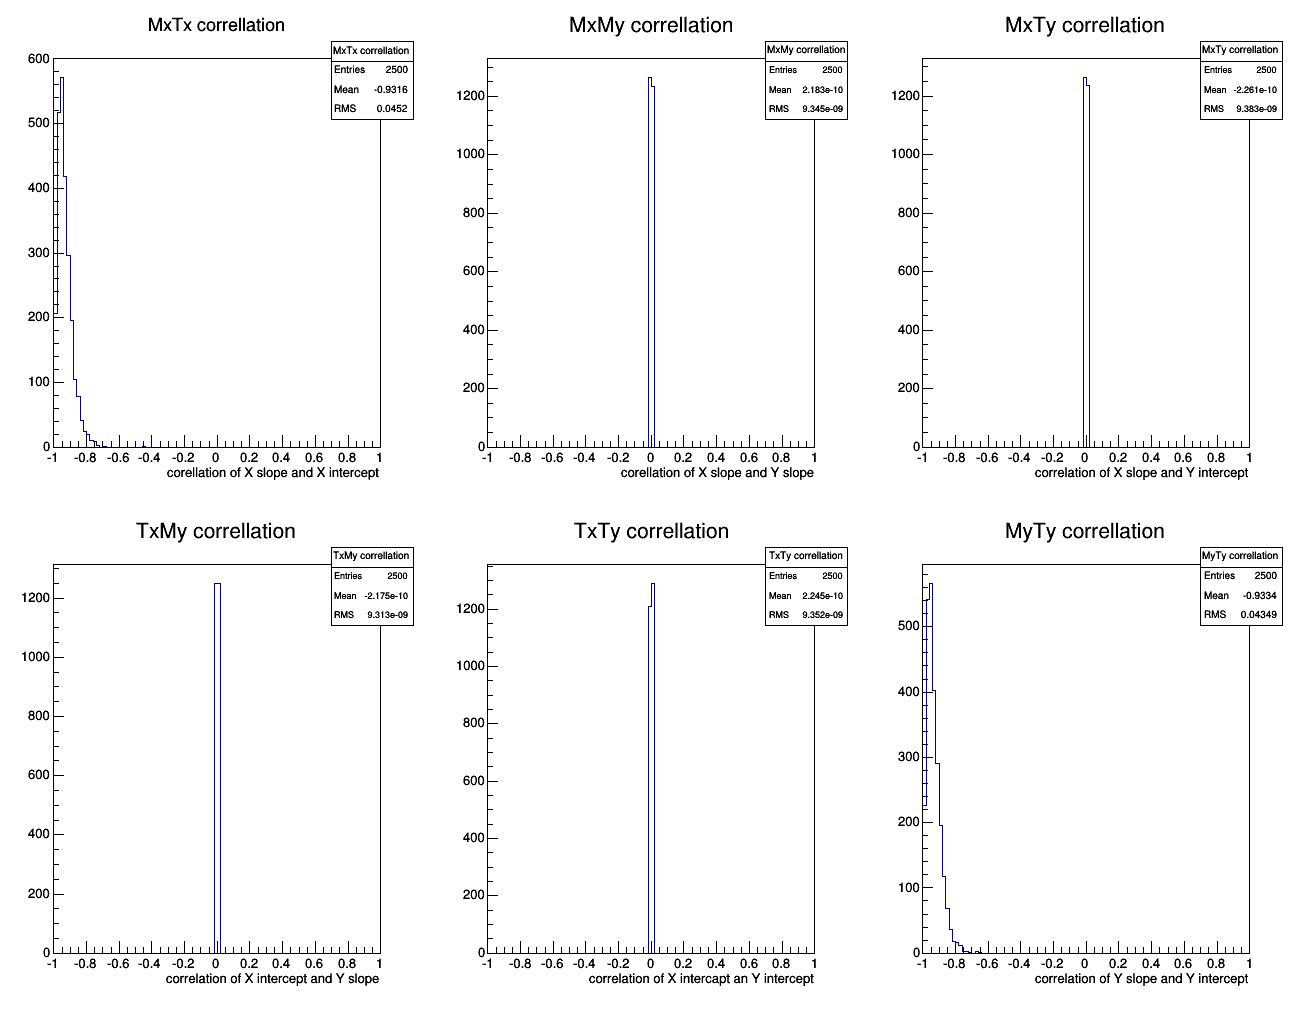 MxTx correllation
MxTx correllation
Entries 2500
Mean -0.9316
RMS 0.0452
600
500
400
300
200
100
0
-1 -0.8 -0.6 -0.4 -0.2 0 0.2 0.4 0.6 0.8 1
corellation of X slope and X intercept
MxMy correllation
MxMy correllation
Entries 2500
Mean 2.183e-10
RMS 9.345e-09
1200
1000
800
600
400
200
0
-1 -0.8 -0.6 -0.4 -0.2 0 0.2 0.4 0.6 0.8 1
corellation of X slope and Y slope
MxTy correllation
MxTy correllation
Entries 2500
Mean -2.261e-10
RMS 9.383e-09
1200
1000
800
600
400
200
0
-1 -0.8 -0.6 -0.4 -0.2 0 0.2 0.4 0.6 0.8 1
correlation of X slope and Y intercept
TxMy correllation
TxMy correllation
Entries 2500
Mean -2.175e-10
RMS 9.313e-09
1200
1000
800
600
400
200
0
-1 -0.8 -0.6 -0.4 -0.2 0 0.2 0.4 0.6 0.8 1
correlation of X intercept and Y slope
TxTy correllation
TxTy correllation
Entries 2500
Mean 2.245e-10
RMS 9.352e-09
1200
1000
800
600
400
200
0
-1 -0.8 -0.6 -0.4 -0.2 0 0.2 0.4 0.6 0.8 1
correlation of X intercapt an Y intercept
MyTy correllation
MyTy correllation
Entries 2500
Mean -0.9334
RMS 0.04349
500
400
300
200
100
0
-1 -0.8 -0.6 -0.4 -0.2 0 0.2 0.4 0.6 0.8 1
correlation of Y slope and Y intercept